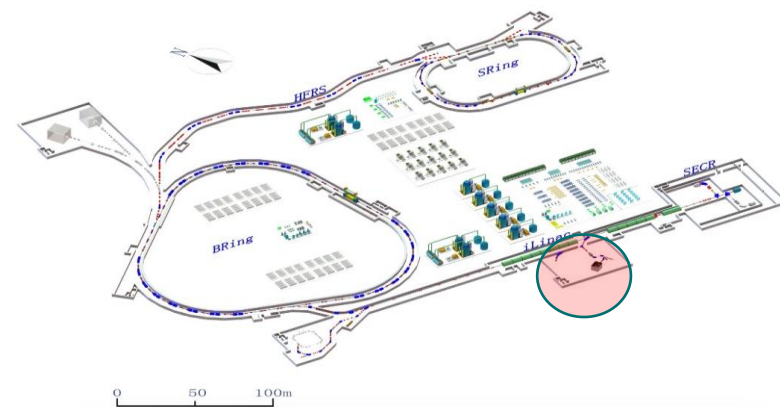 N
SRing
HFRS
SECR
BRing
iLinac
0 50 100m